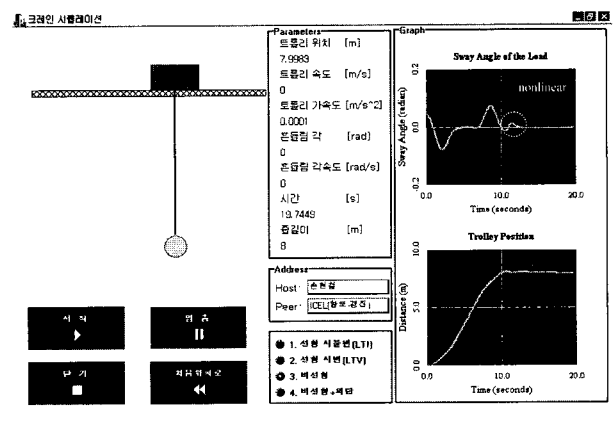 크레인 시뮬레이션
Parameters
트롤리 위치 [m]
7.9983
트롤리 속도 [m/s]
0
트롤리 가속도 [m/s^2]
0.0001
흔들림 각 [rad]
0
흔들림 각속도 [rad/s]
0
시간 [s]
19.7449
줄길이 [m]
8
Address
Host:
Peer:
시 작
멈 춤
닫 기
처음위치로
1. 선형 시불변(LTI)
2. 선형 시변(LTV)
3. 비선형
4. 비선형+외란
Graph
Sway Angle of the Load
nonlinear
Sway Angle (radian)
0.2
0.0
-0.2
0.0 10.0 20.0
Time (seconds)
Trolley Position
Distance (m)
10.0
5.0
0.0
0.0 10.0 20.0
Time (seconds)